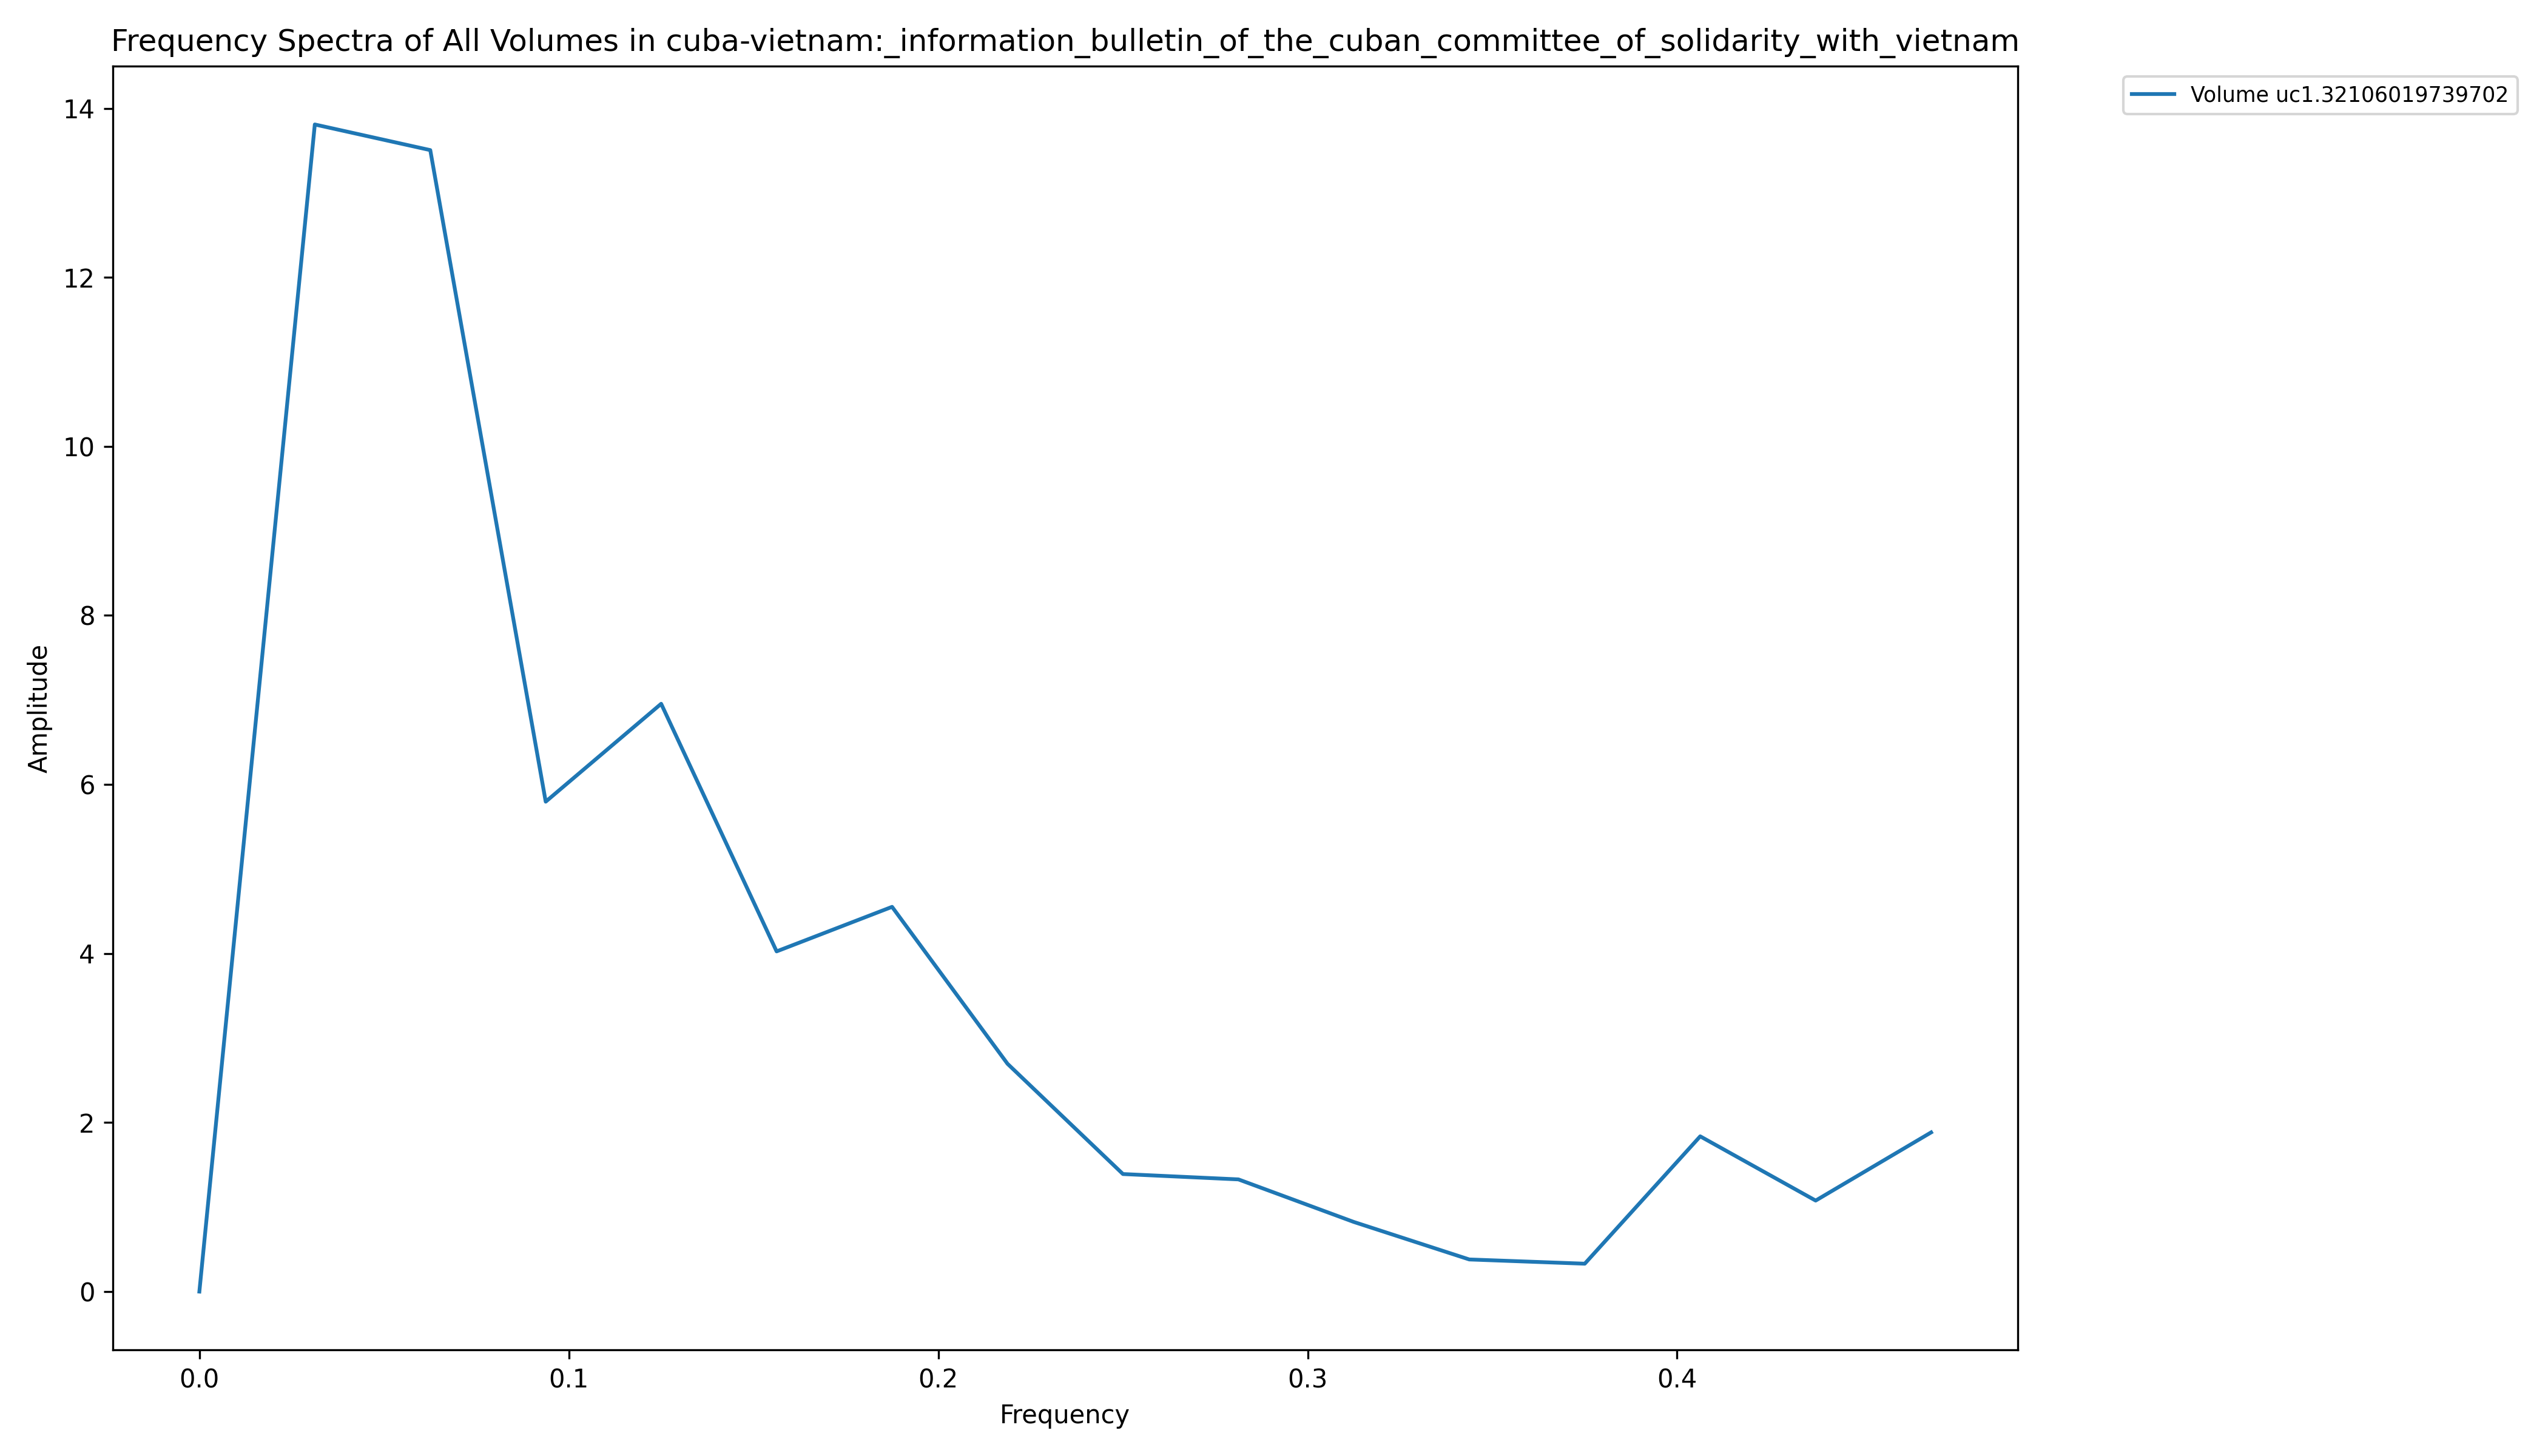 Frequency Spectra of All Volumes in cuba-vietnam:_information_bulletin_of_the_cuban_committee_of_solidarity_with_vietnam
Volume uc1.32106019739702
14
12
10
8
6
4
2
0
Amplitude
0.0 0.1 0.2 0.3 0.4
Frequency